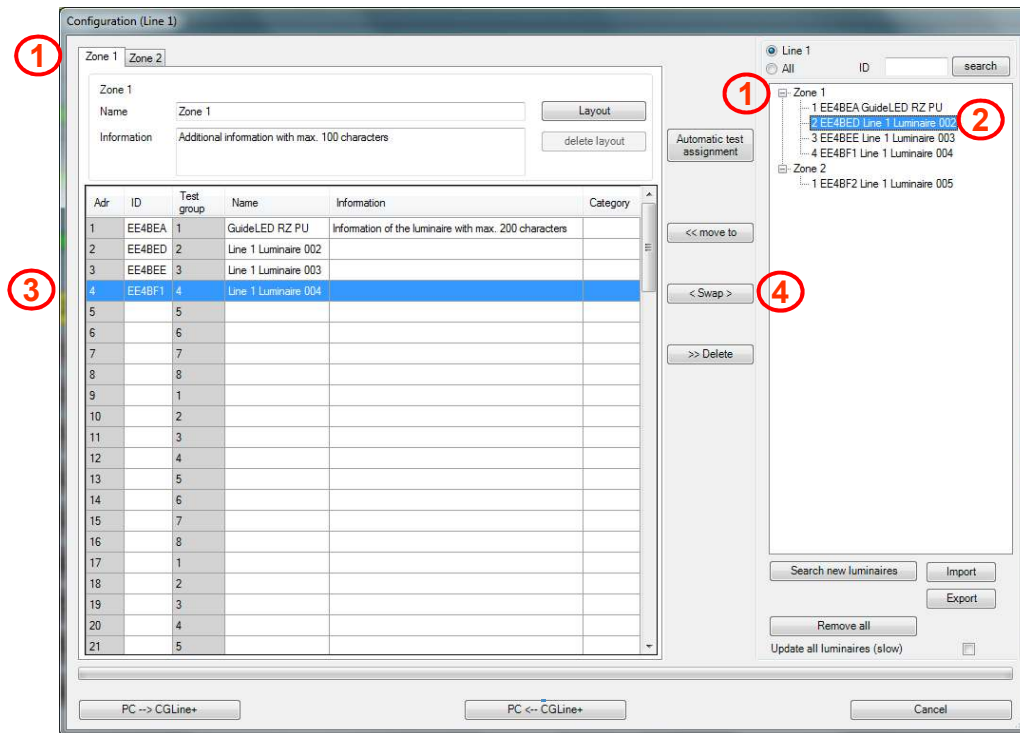 Configuration (Line 1)
1
Zone 1 Zone 2
Zone 1
Name Zone 1 Layout
Information Additional information with max. 100 characters delete layout
Adr ID Test group Name Information Category
1 EE4BEA 1 GuideLED RZ PU Information of the luminaire with max. 200 characters
2 EE4BED 2 Line 1 Luminaire 002
3 EE4BEE 3 Line 1 Luminaire 003
3
4 EE4BF1 4 Line 1 Luminaire 004
5 5
6 6
7 7
8 8
9 1
10 2
11 3
12 4
13 5
14 6
15 7
16 8
17 1
18 2
19 3
20 4
21 5
Automatic test
assignment
<< move to
< Swap >
4
>> Delete
Line 1
All ID search
1
Zone 1
1 EE4BEA GuideLED RZ PU
2 EE4BED Line 1 Luminaire 002
2
3 EE4BEE Line 1 Luminaire 003
4 EE4BF1 Line 1 Luminaire 004
Zone 2
1 EE4BF2 Line 1 Luminaire 005
Search new luminaires Import
Export
Remove all
Update all luminaires (slow)
PC --> CGLine+ PC <-- CGLine+ Cancel